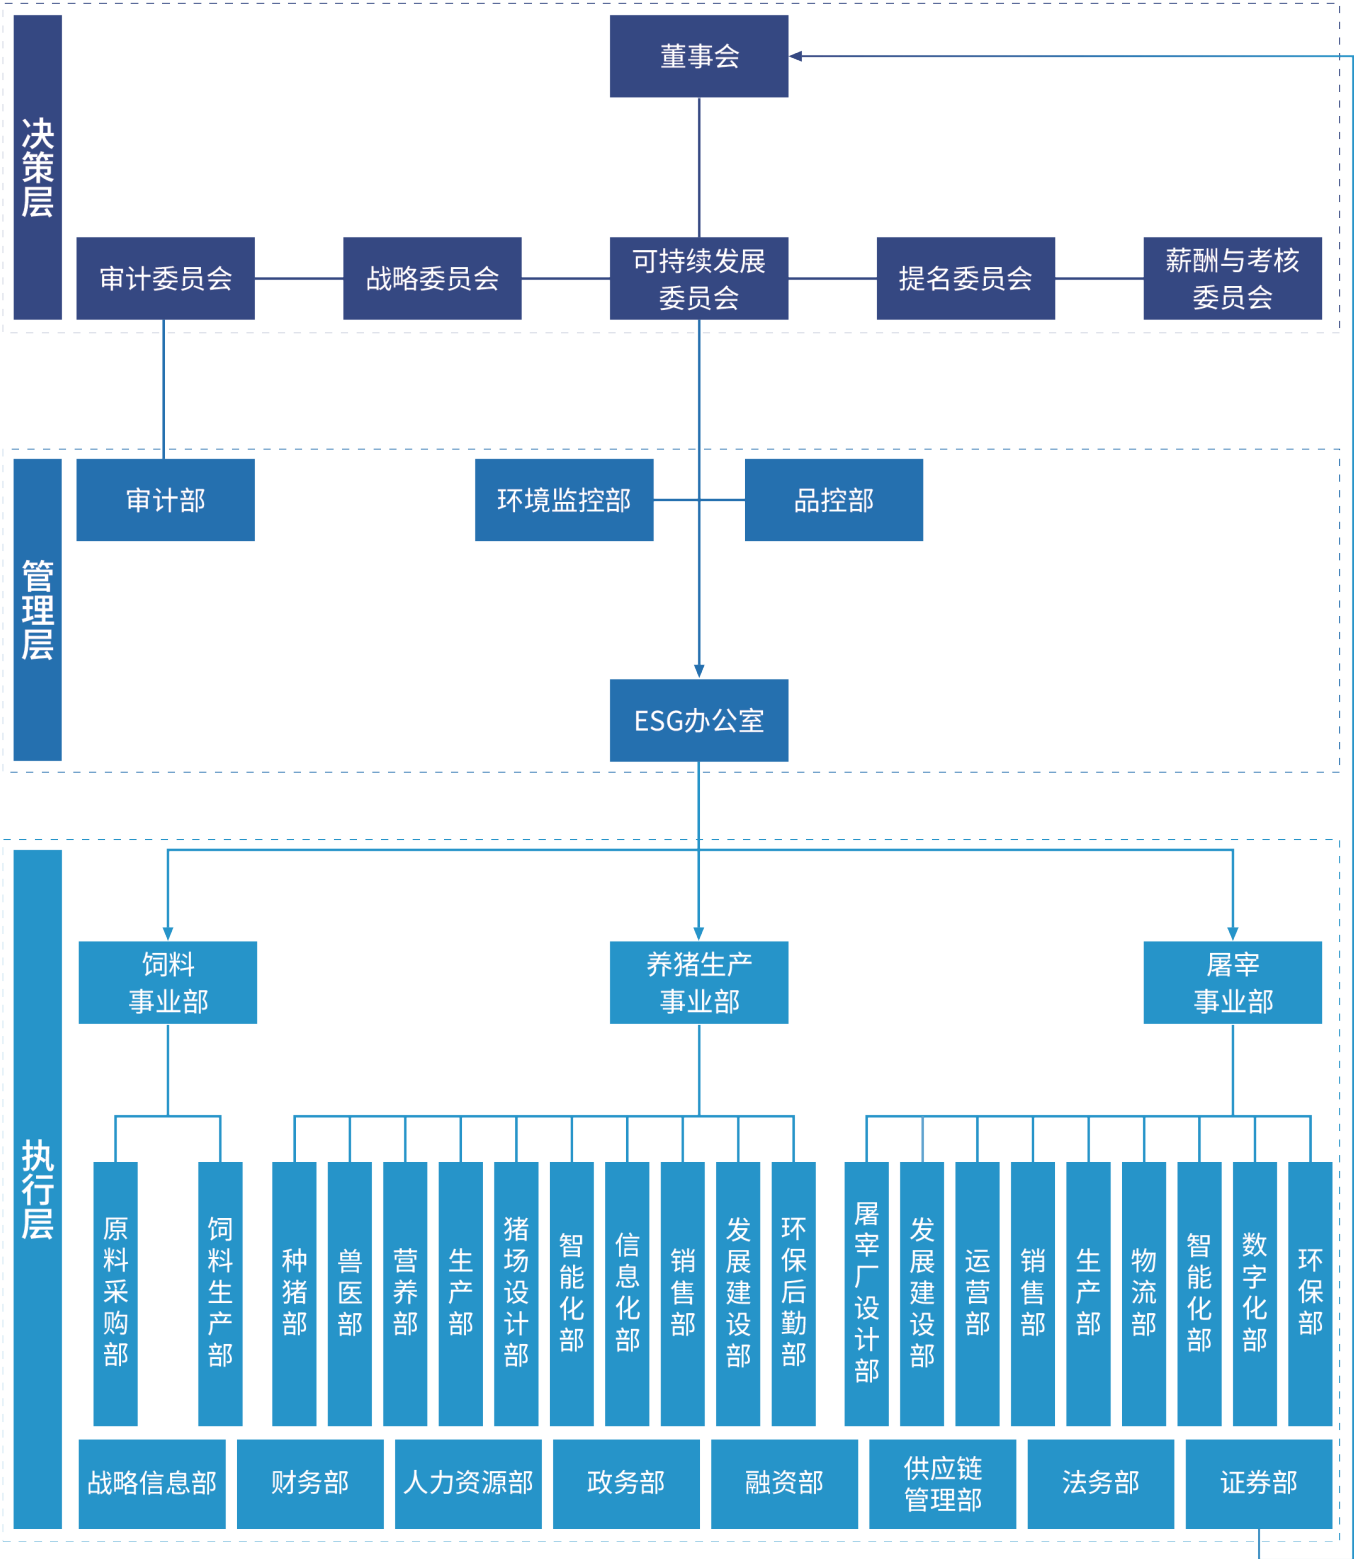 决策层
董事会
审计委员会
战略委员会
可持续发展
委员会
提名委员会
薪酬与考核
委员会
管理层
审计部
环境监控部
品控部
ESG办公室
执行层
饲料
事业部
养猪生产
事业部
屠宰
事业部
原料采购部
饲料生产部
种猪部
兽医部
营养部
生产部
猪场设计部
智能化部
信息化部
销售部
发展建设部
环保后勤部
屠宰厂设计部
发展建设部
运营部
销售部
生产部
物流部
智能化部
数字化部
环保部
战略信息部
财务部
人力资源部
政务部
融资部
供应链
管理部
法务部
证券部